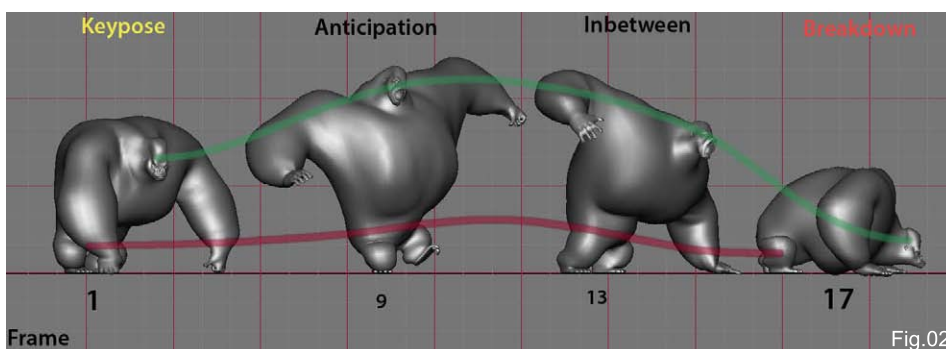 Keypose
Anticipation
Inbetween
Breakdown
1
9
13
17
Frame
Fig.02